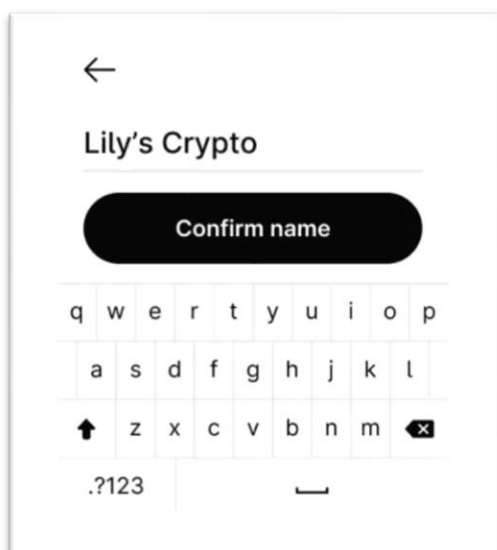 Lily’s Crypto
Confirm name
q w e r t y u i o p
a s d f g h j k l
z x c v b n m
.?123